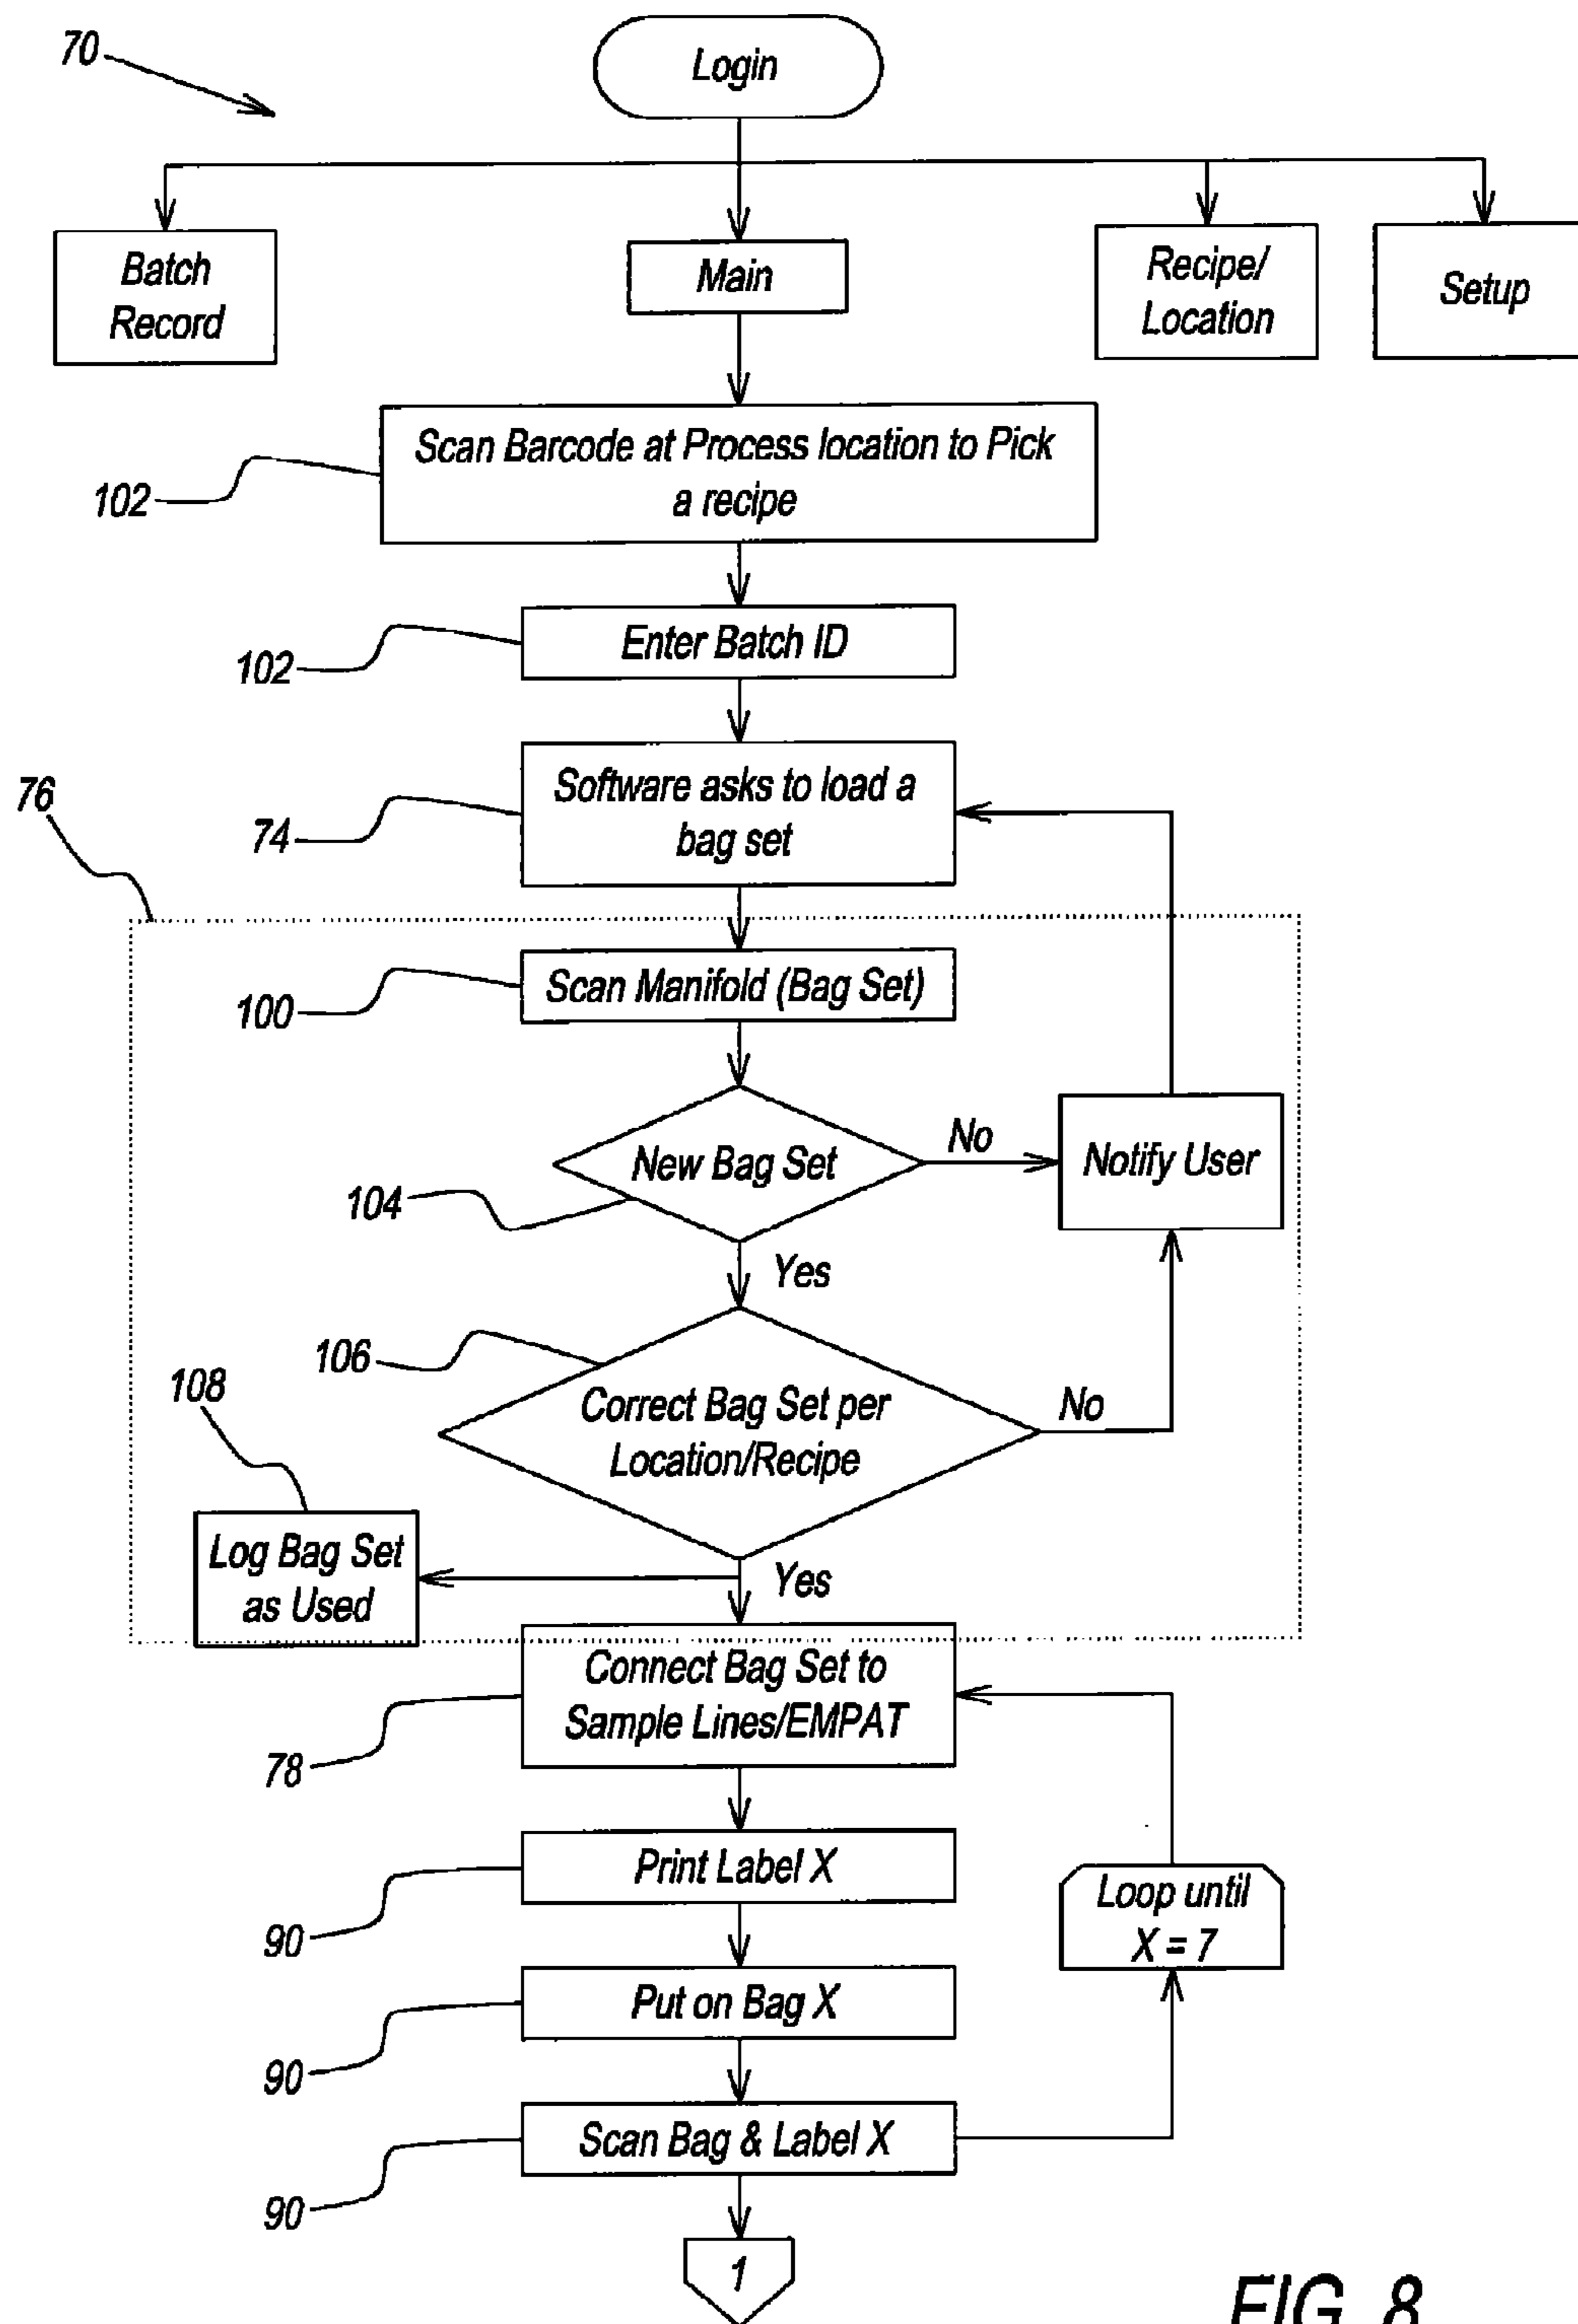 70
Login
Batch
Record
Main
Recipe/
Location
Setup
Scan Barcode at Process location to Pick
a recipe
102
Enter Batch ID
102
Software asks to load a
bag set
74
76
Scan Manifold (Bag Set)
100
New Bag Set
No
Notify User
104
Yes
106
Correct Bag Set per
Location/Recipe
No
108
Log Bag Set
as Used
Yes
Connect Bag Set to
Sample Lines/EMPAT
78
Print Label X
90
Loop until
X = 7
Put on Bag X
90
Scan Bag & Label X
90
1
FIG. 8